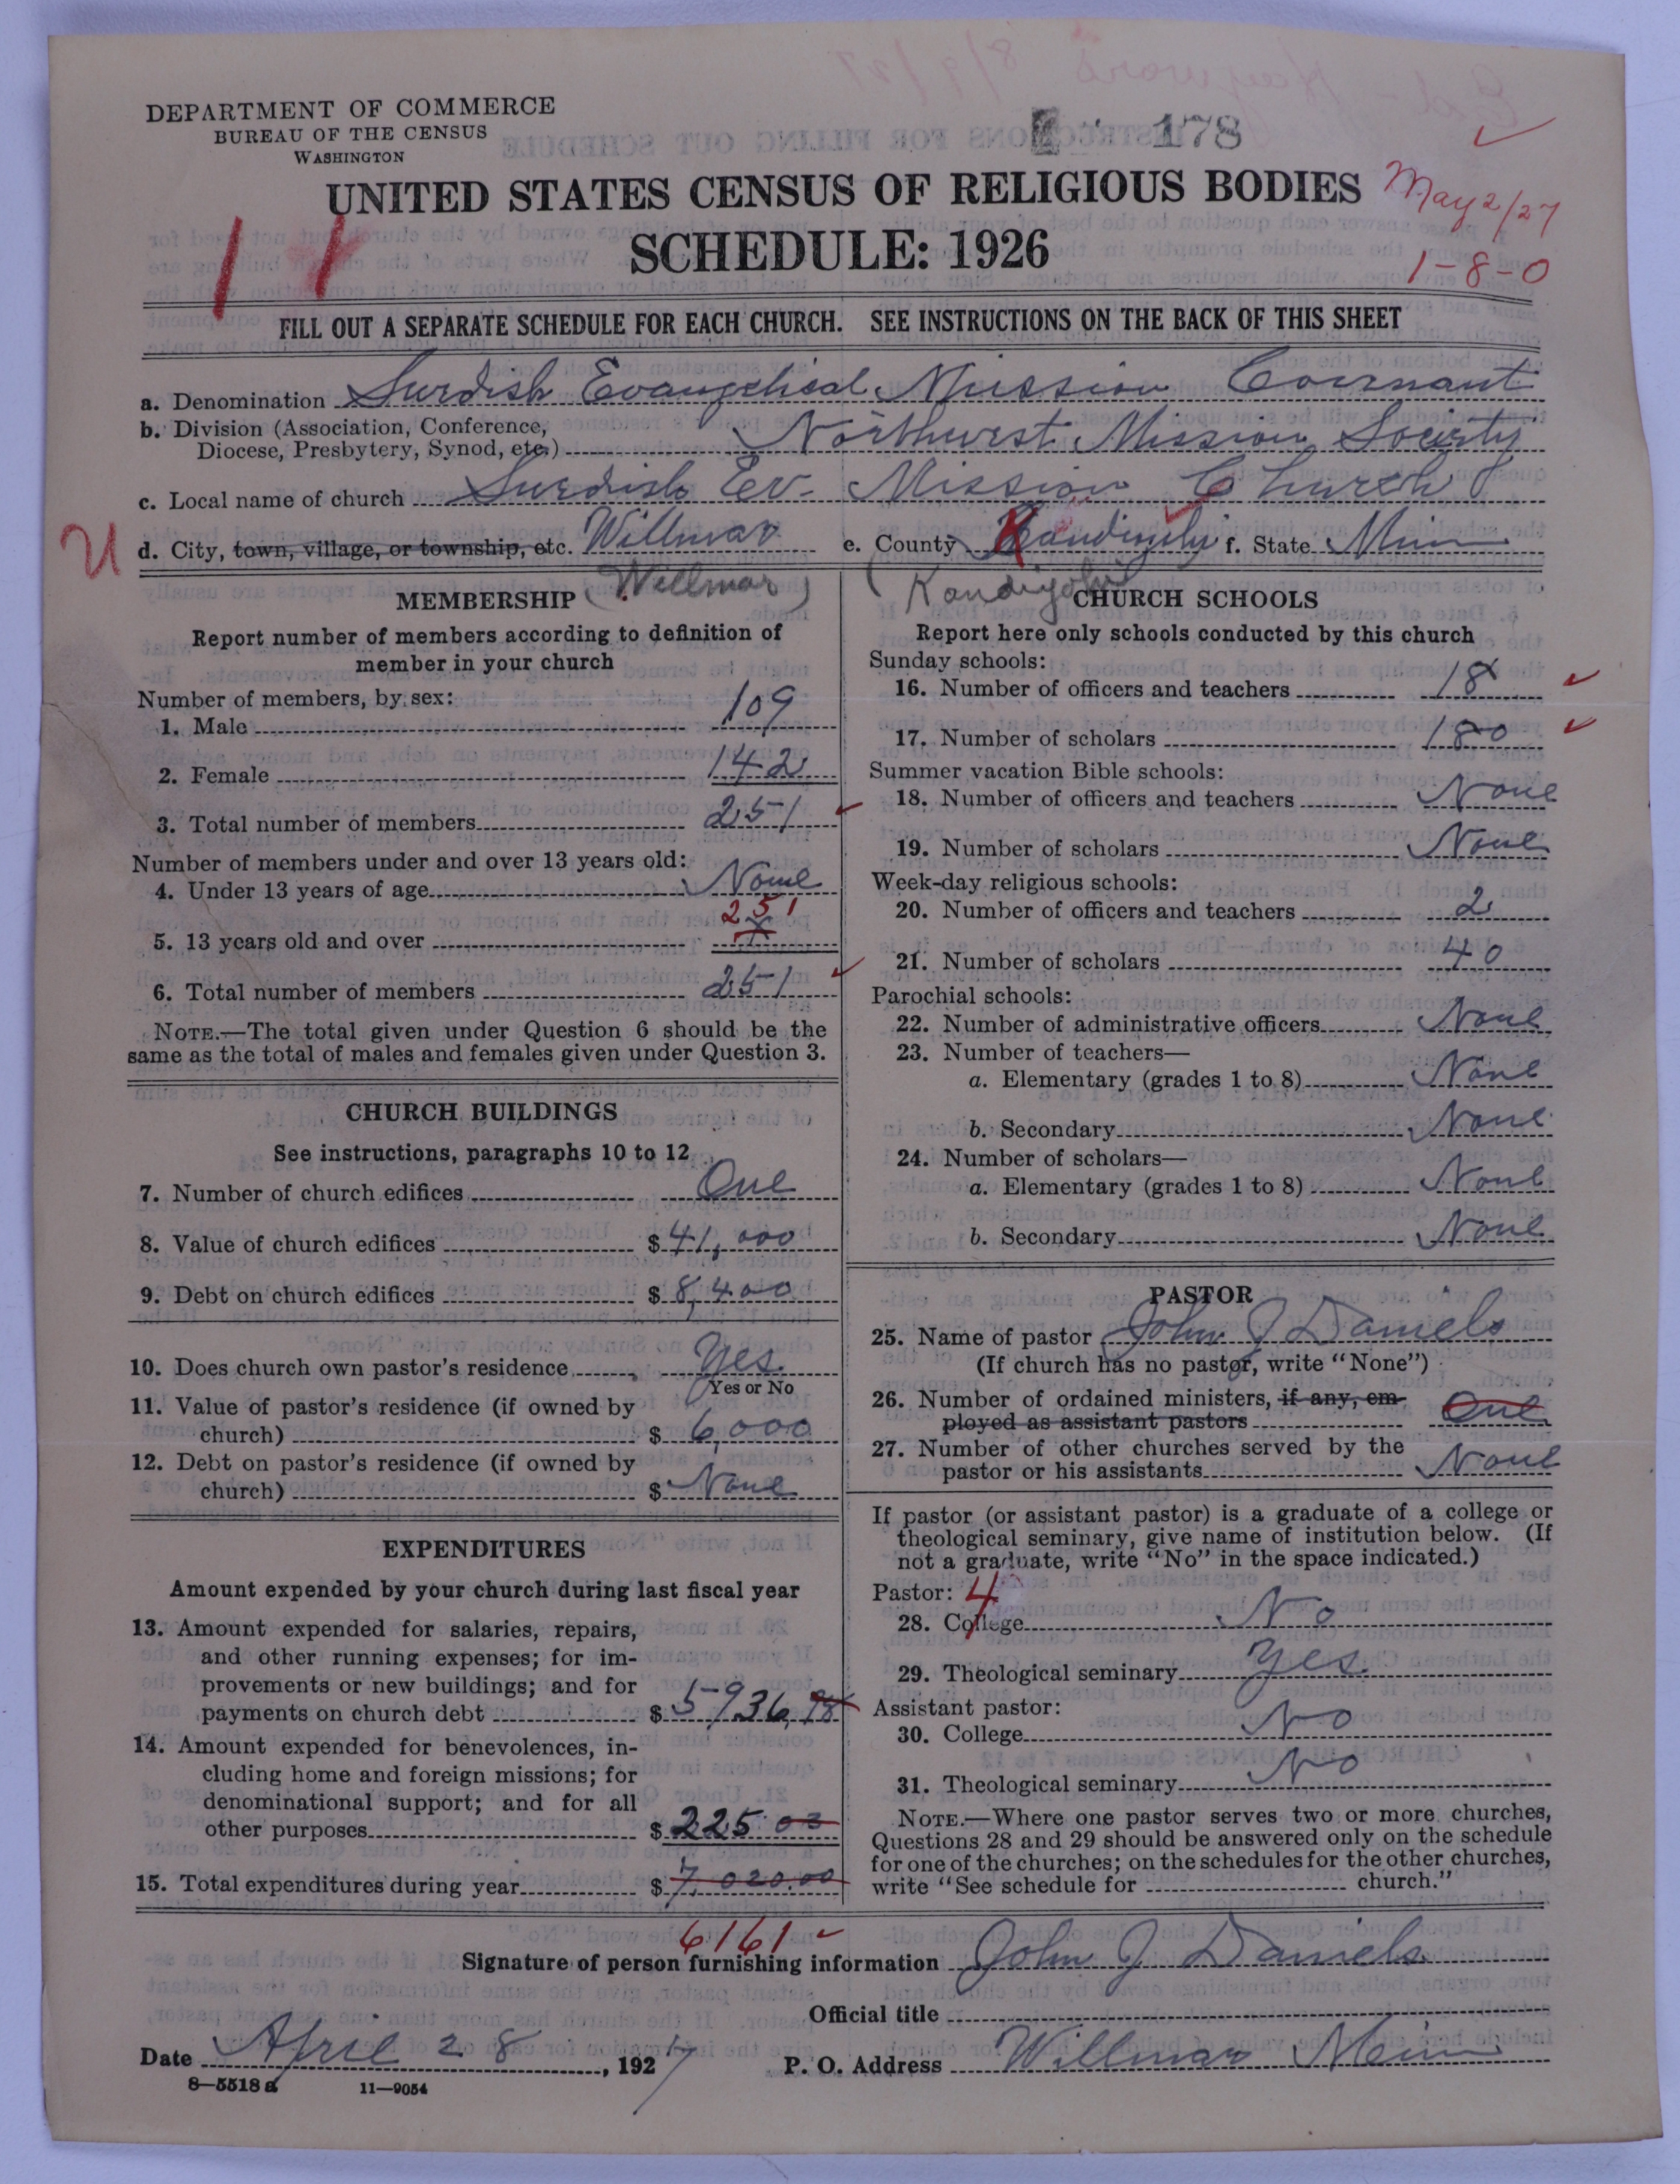 DEPARTMENT OF COMMERCE
BUREAU OF THE CENSUS
WASHINGTON
178
UNITED STATES CENSUS OF RELIGIOUS BODIES
May 2/27
SCHEDULE: 1926
1-8-0
FILL OUT A SEPARATE SCHEDULE FOR EACH CHURCH. SEE INSTRUCTIONS ON THE BACK OF THIS SHEET
a. Denomination Swedish Evangelical Mission Covenant
b. Division (Association, Conference, Diocese, Presbytery, Synod, etc.) Northwest Mission Society
c. Local name of church Swedish Ev. Mission Church
d. City, town, village, or township, etc. Willmar e. County Kandiyohi f. State Minn
(Willmar) (Kandiyohi
MEMBERSHIP
Report number of members according to definition of
member in your church
Number of members, by sex:
1. Male 109
2. Female 142
3. Total number of members 251
Number of members under and over 13 years old:
4. Under 13 years of age None
251
5. 13 years old and over
6. Total number of members 251
NOTE.—The total given under Question 6 should be the
same as the total of males and females given under Question 3.
CHURCH BUILDINGS
See instructions, paragraphs 10 to 12
7. Number of church edifices One
8. Value of church edifices $41,000
9. Debt on church edifices $8,400
10. Does church own pastor's residence Yes
Yes or No
11. Value of pastor's residence (if owned by
church) $6,000
12. Debt on pastor's residence (if owned by
church) $None
EXPENDITURES
Amount expended by your church during last fiscal year
13. Amount expended for salaries, repairs,
and other running expenses; for im-
provements or new buildings; and for
payments on church debt $5936,98
14. Amount expended for benevolences, in-
cluding home and foreign missions; for
denominational support; and for all
other purposes $225 03
15. Total expenditures during year $7,020.00
6161
CHURCH SCHOOLS
Report here only schools conducted by this church
Sunday schools:
16. Number of officers and teachers 18
17. Number of scholars 180
Summer vacation Bible schools:
18. Number of officers and teachers None
19. Number of scholars None
Week-day religious schools:
20. Number of officers and teachers 2
21. Number of scholars 40
Parochial schools:
22. Number of administrative officers None
23. Number of teachers—
a. Elementary (grades 1 to 8) None
b. Secondary None
24. Number of scholars—
a. Elementary (grades 1 to 8) None
b. Secondary None
PASTOR
25. Name of pastor John J Daniels
(If church has no pastor, write "None")
26. Number of ordained ministers, if any, em-
ployed as assistant pastors One
27. Number of other churches served by the
pastor or his assistants None
If pastor (or assistant pastor) is a graduate of a college or
theological seminary, give name of institution below. (If
not a graduate, write "No" in the space indicated.)
Pastor: 4
28. College No
29. Theological seminary Yes
Assistant pastor:
30. College No
31. Theological seminary No
NOTE.—Where one pastor serves two or more churches,
Questions 28 and 29 should be answered only on the schedule
for one of the churches; on the schedules for the other churches,
write "See schedule for church."
Signature of person furnishing information John J Daniels
Official title
Date April 28, 1927 P. O. Address Willmar Minn
8—5518 a 11—9054